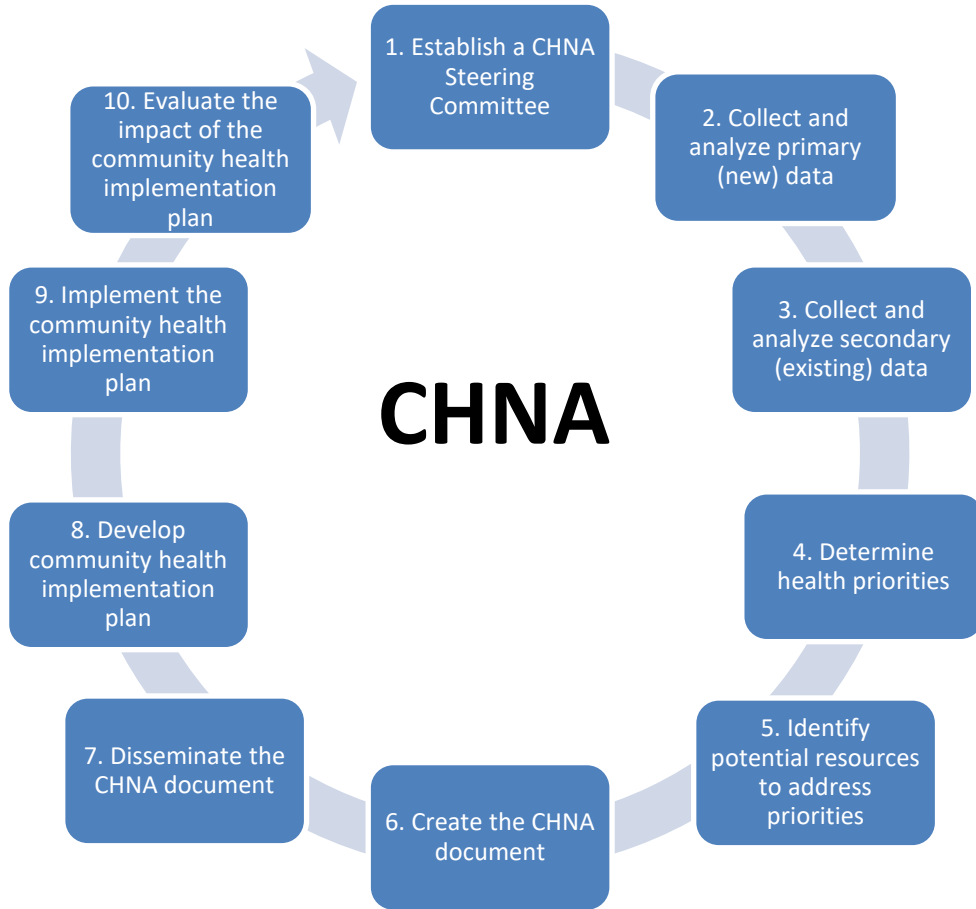 1. Establish a CHNA
Steering
Committee
2. Collect and
analyze primary
(new) data
3. Collect and
analyze secondary
(existing) data
4. Determine
health priorities
5. Identify
potential resources
to address
priorities
6. Create the CHNA
document
7. Disseminate the
CHNA document
8. Develop
community health
implementation
plan
9. Implement the
community health
implementation
plan
10. Evaluate the
impact of the
community health
implementation
plan
CHNA